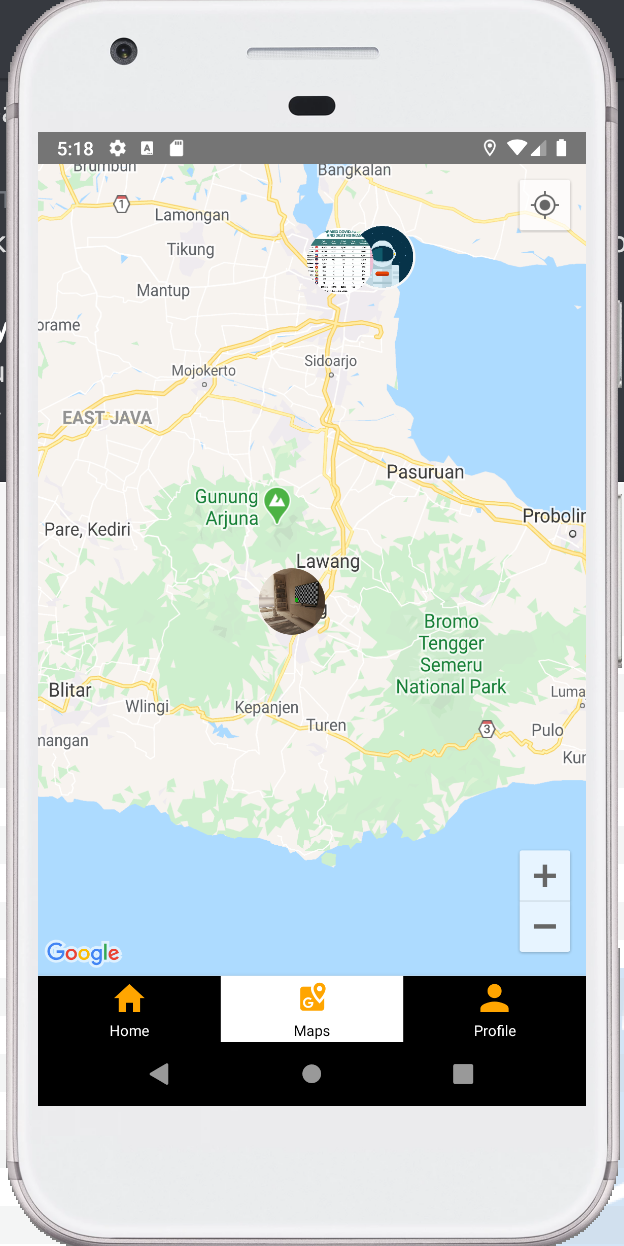 5:18
A
Brumbun
Bangkalan
1
Lamongan
Tikung
Mantup
orame
Sidoarjo
Mojokerto
EAST JAVA
Pasuruan
Gunung
Arjuna
Probolin
Pare, Kediri
Lawang
g
Bromo
Tengger
Semeru
National Park
Blitar
Luma
Wlingi
Kepanjen
Turen
3
Pulo
mangan
Kur
Google
G
Home
Maps
Profile